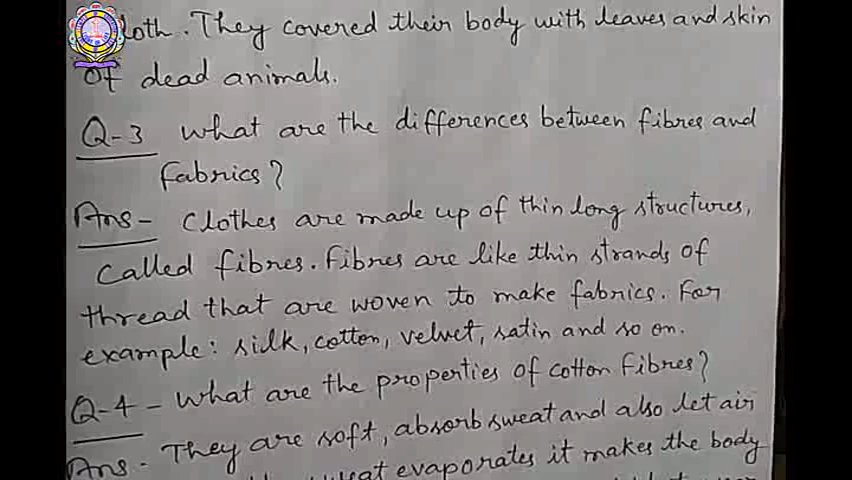 cloth. They covered their body with leaves and skin
of dead animals.
Q-3 What are the differences between fibres and
fabrics?
Ans- Clothes are made up of thin long structures,
called fibres. Fibres are like thin strands of
thread that are woven to make fabrics. For
example: silk, cotton, velvet, satin and so on.
Q-4 - What are the properties of cotton fibres?
Ans - They are soft, absorb sweat and also let air
sweat evaporates it makes the body